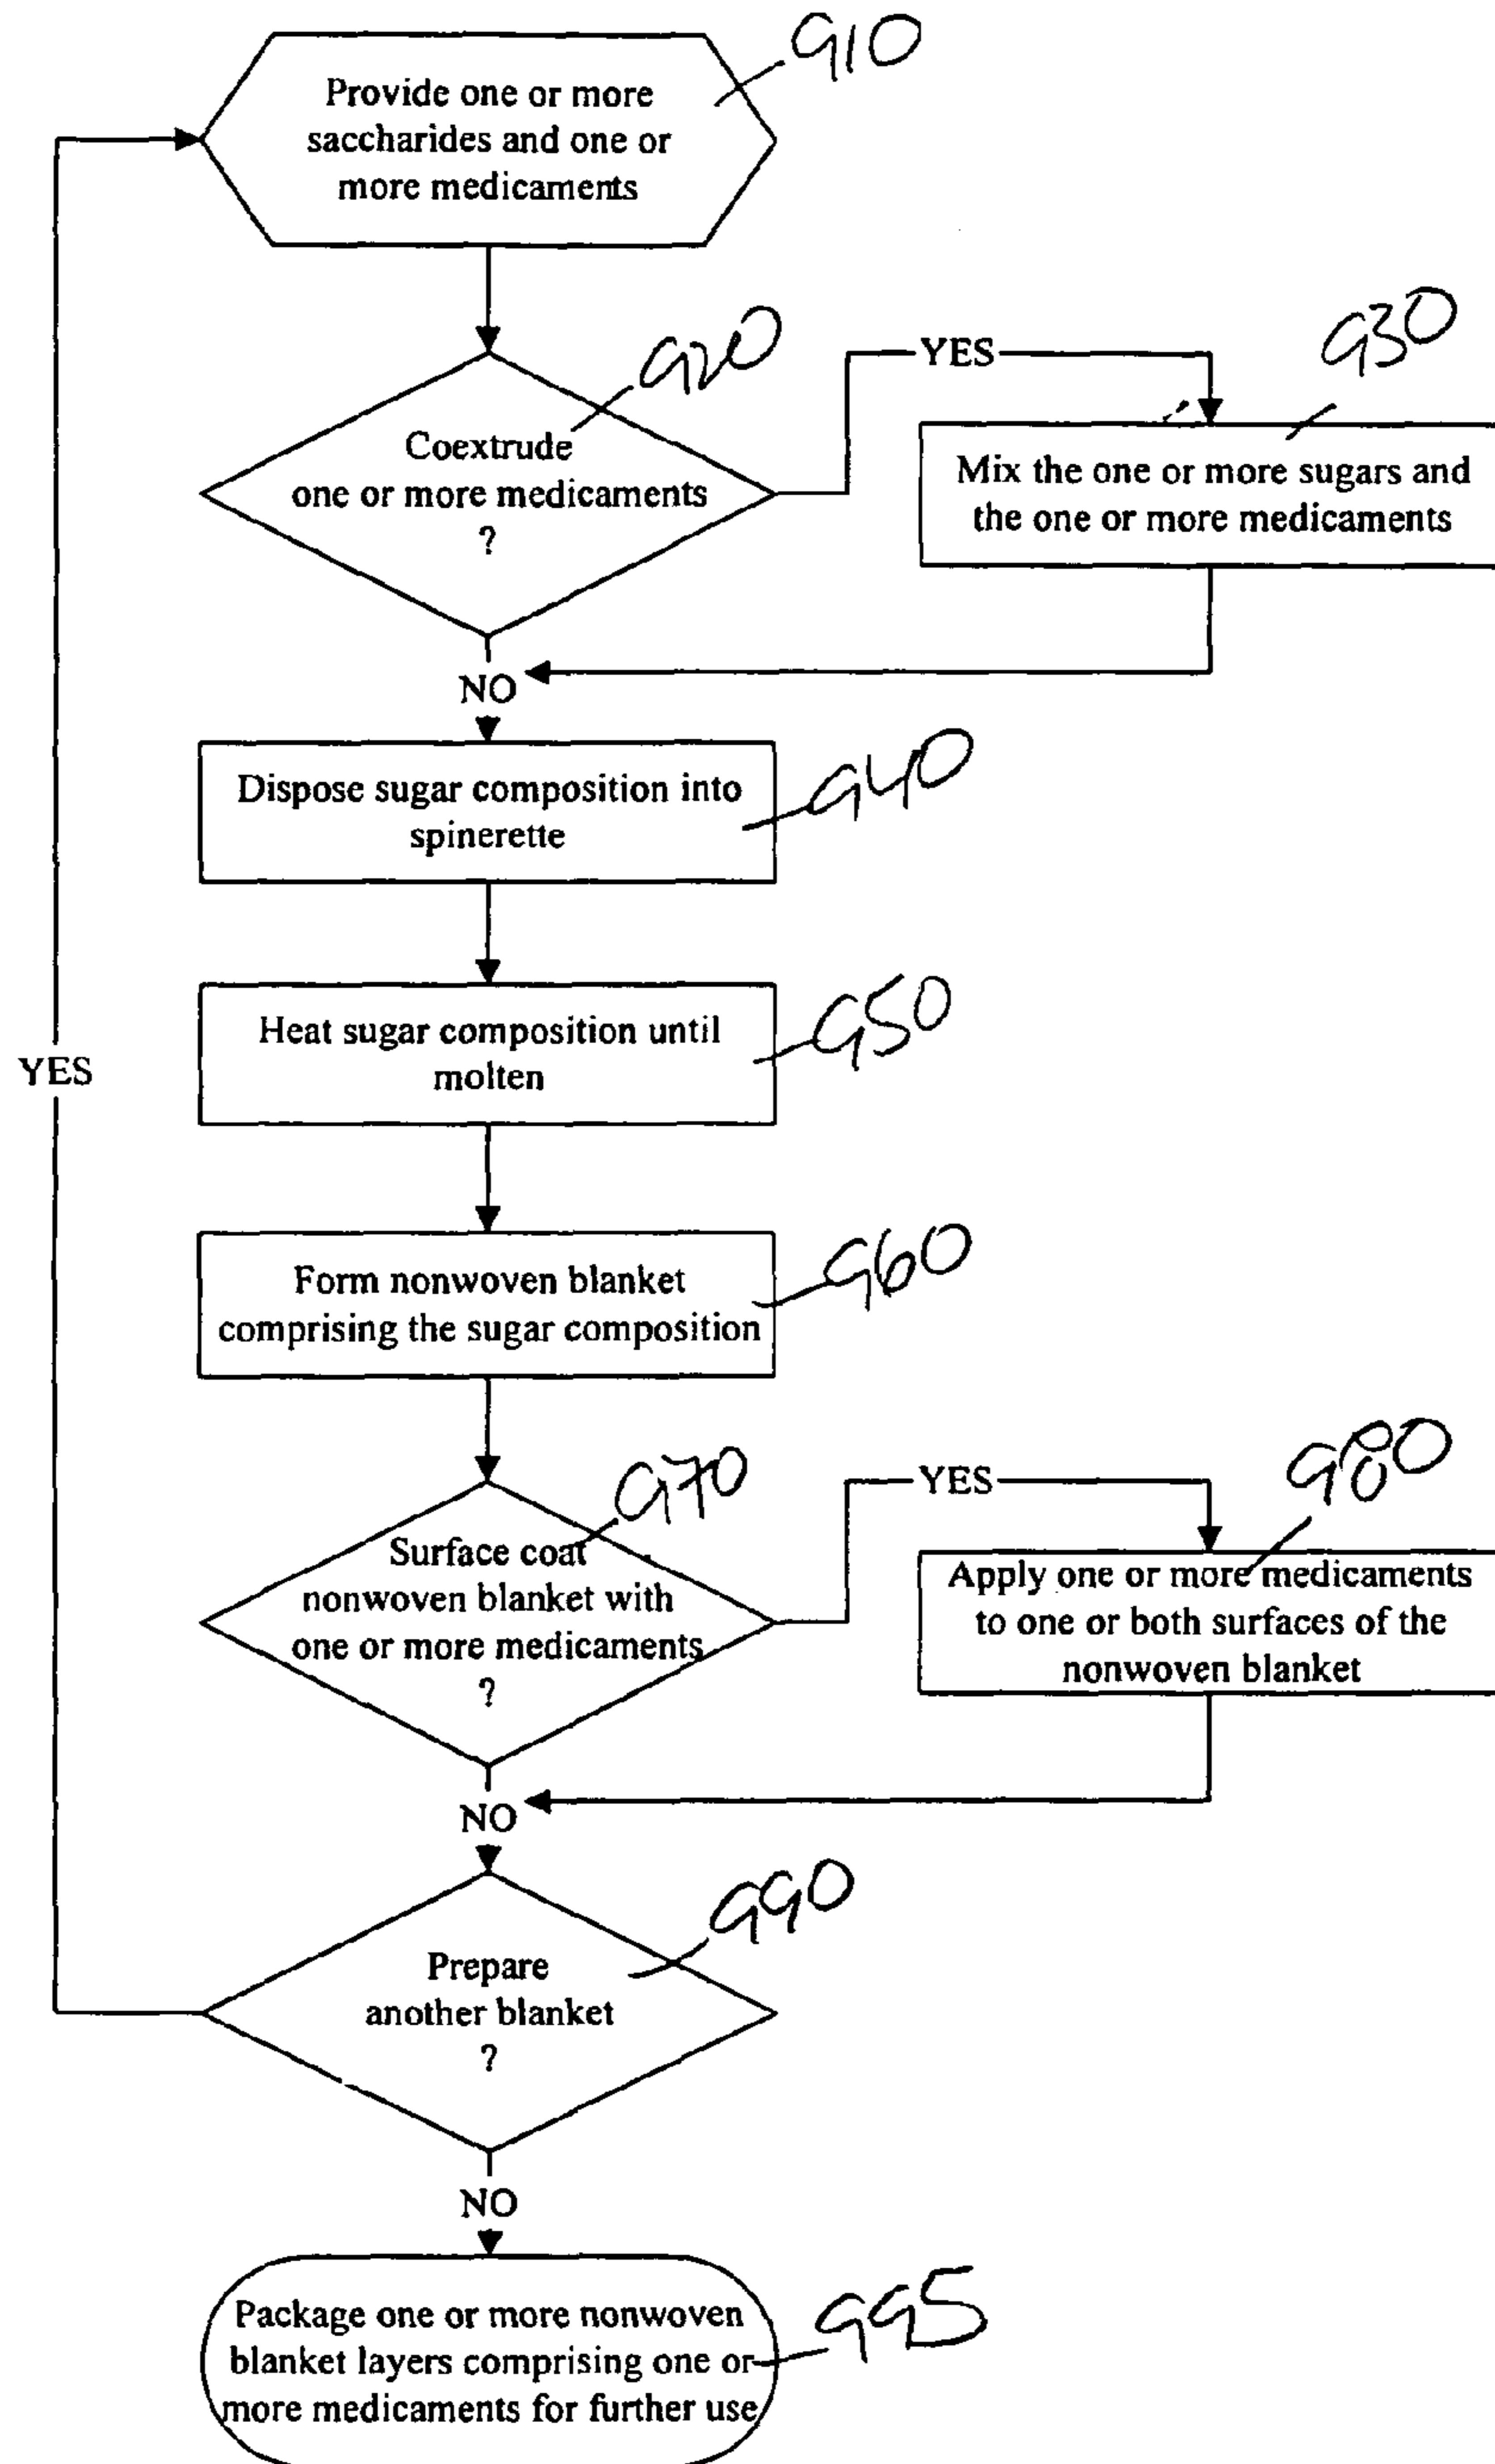 910
Provide one or more
saccharides and one or
more medicaments
920
Coextrude
one or more medicaments
?
YES
930
Mix the one or more sugars and
the one or more medicaments
NO
940
Dispose sugar composition into
spinerette
950
Heat sugar composition until
molten
YES
960
Form nonwoven blanket
comprising the sugar composition
970
Surface coat
nonwoven blanket with
one or more medicaments
?
YES
980
Apply one or more medicaments
to one or both surfaces of the
nonwoven blanket
NO
990
Prepare
another blanket
?
NO
995
Package one or more nonwoven
blanket layers comprising one or
more medicaments for further use